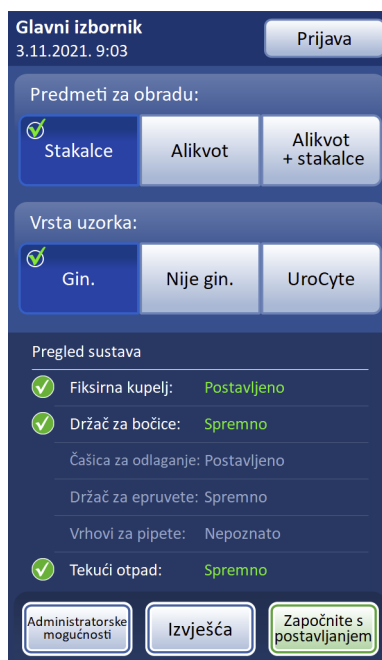 Glavni izbornik
3.11.2021. 9:03
Prijava
Predmeti za obradu:
Stakalce
Alikvot
Alikvot
+ stakalce
Vrsta uzorka:
Gin.
Nije gin.
UroCyte
Pregled sustava
Fiksirna kupelj: Postavljeno
Držač za bočice: Spremno
Čašica za odlaganje: Postavljeno
Držač za epruvete: Spremno
Vrhovi za pipete: Nepoznato
Tekući otpad: Spremno
Administratorske
mogućnosti
Izvješća
Započnite s
postavljanjem